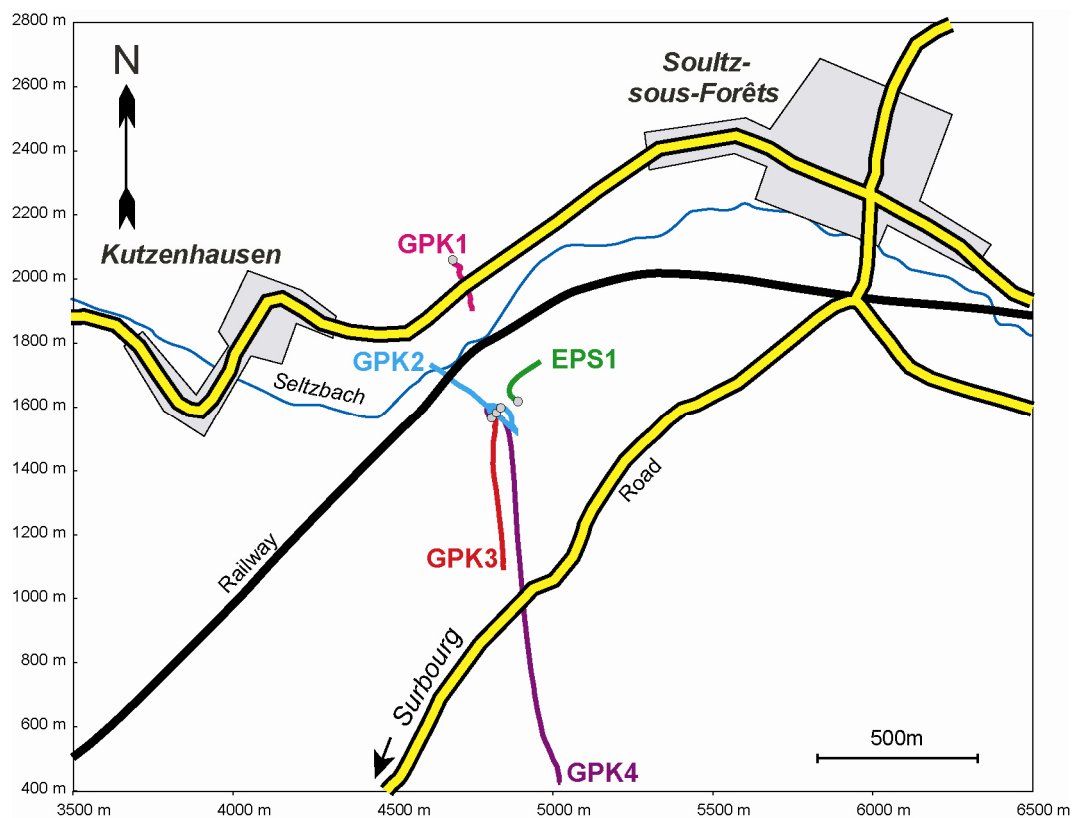 2800 m
2600 m
2400 m
2200 m
2000 m
1800 m
1600 m
1400 m
1200 m
1000 m
800 m
600 m
400 m
3500 m
4000 m
4500 m
5000 m
5500 m
6000 m
6500 m
N
Soultz-
sous-Forêts
Kutzenhausen
GPK1
GPK2
EPS1
Seltzbach
Road
Railway
GPK3
Surbourg
GPK4
500m